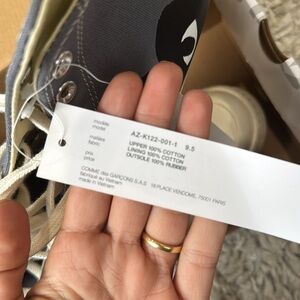 modèle
model
AZ-K122-001-1 9.5
matière
fabric
UPPER 100% COTTON
LINING 100% COTTON
OUTSOLE 100% RUBBER
prix
price
COMME des GARCONS S.A.S 16 PLACE VENDOME, 75001 PARIS
fabriqué au Vietnam
made in Vietnam